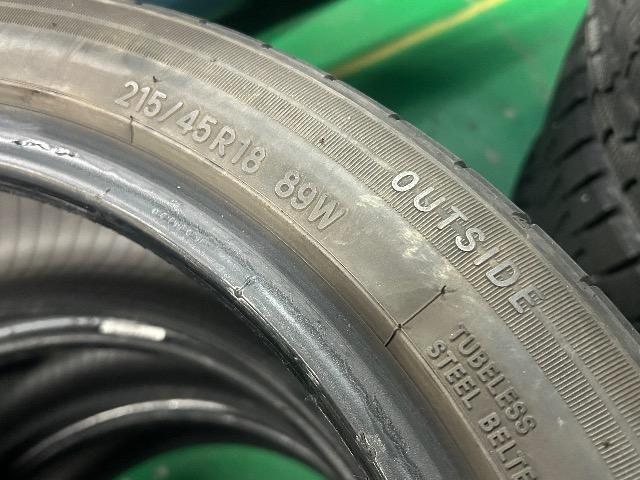 215/45R18 89W
OUTSIDE
TUBELESS
STEEL BELTE